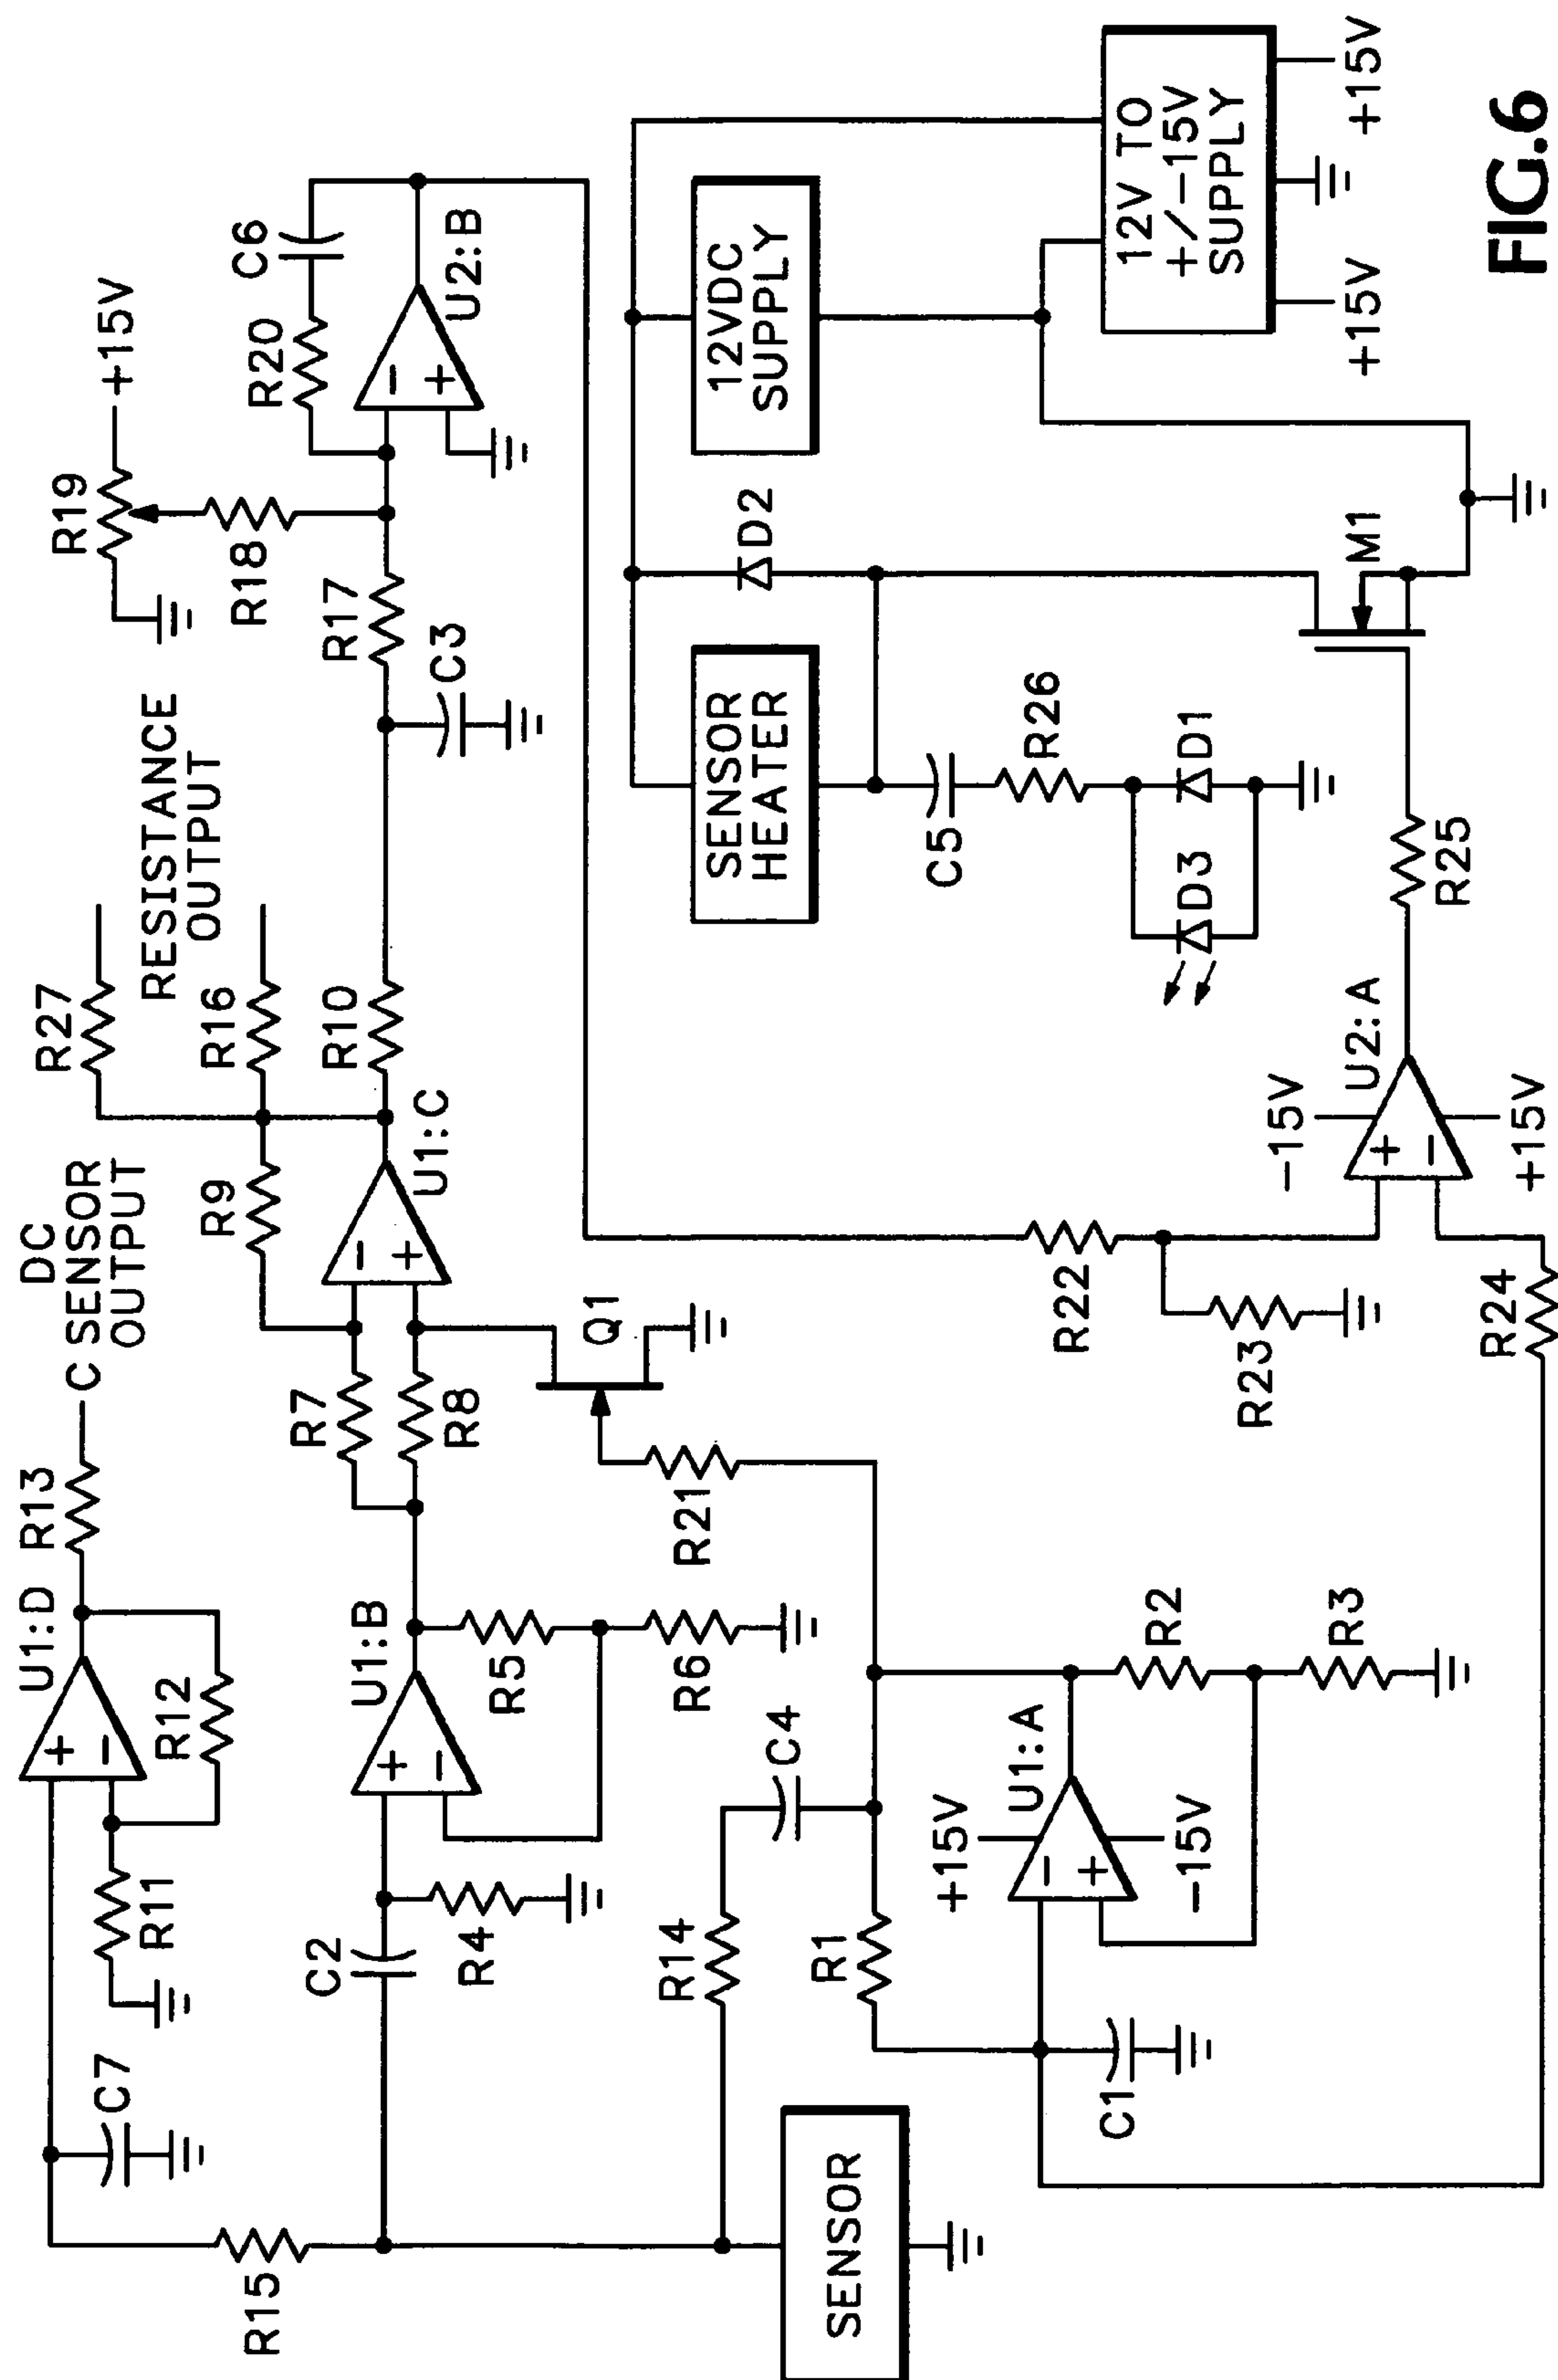 DC
C SENSOR
OUTPUT
RESISTANCE
OUTPUT
R19
+15V
U1:D
R13
R27
R18
C6
R20
U2:B
R12
R11
C7
R15
U1:B
R7
R8
R9
R16
R10
U1:C
R17
C3
C2
R4
R5
R6
Q1
R21
R14
C4
SENSOR
SENSOR
HEATER
D2
12VDC
SUPPLY
C5
R26
D3
D1
R1
C1
+15V
U1:A
-15V
R2
R3
R22
R23
R24
-15V
U2:A
+15V
R25
M1
12V TO
+/-15V
SUPPLY
+15V
+15V
+
−
+
−
−
+
−
+
−
+
+
−
FIG.6